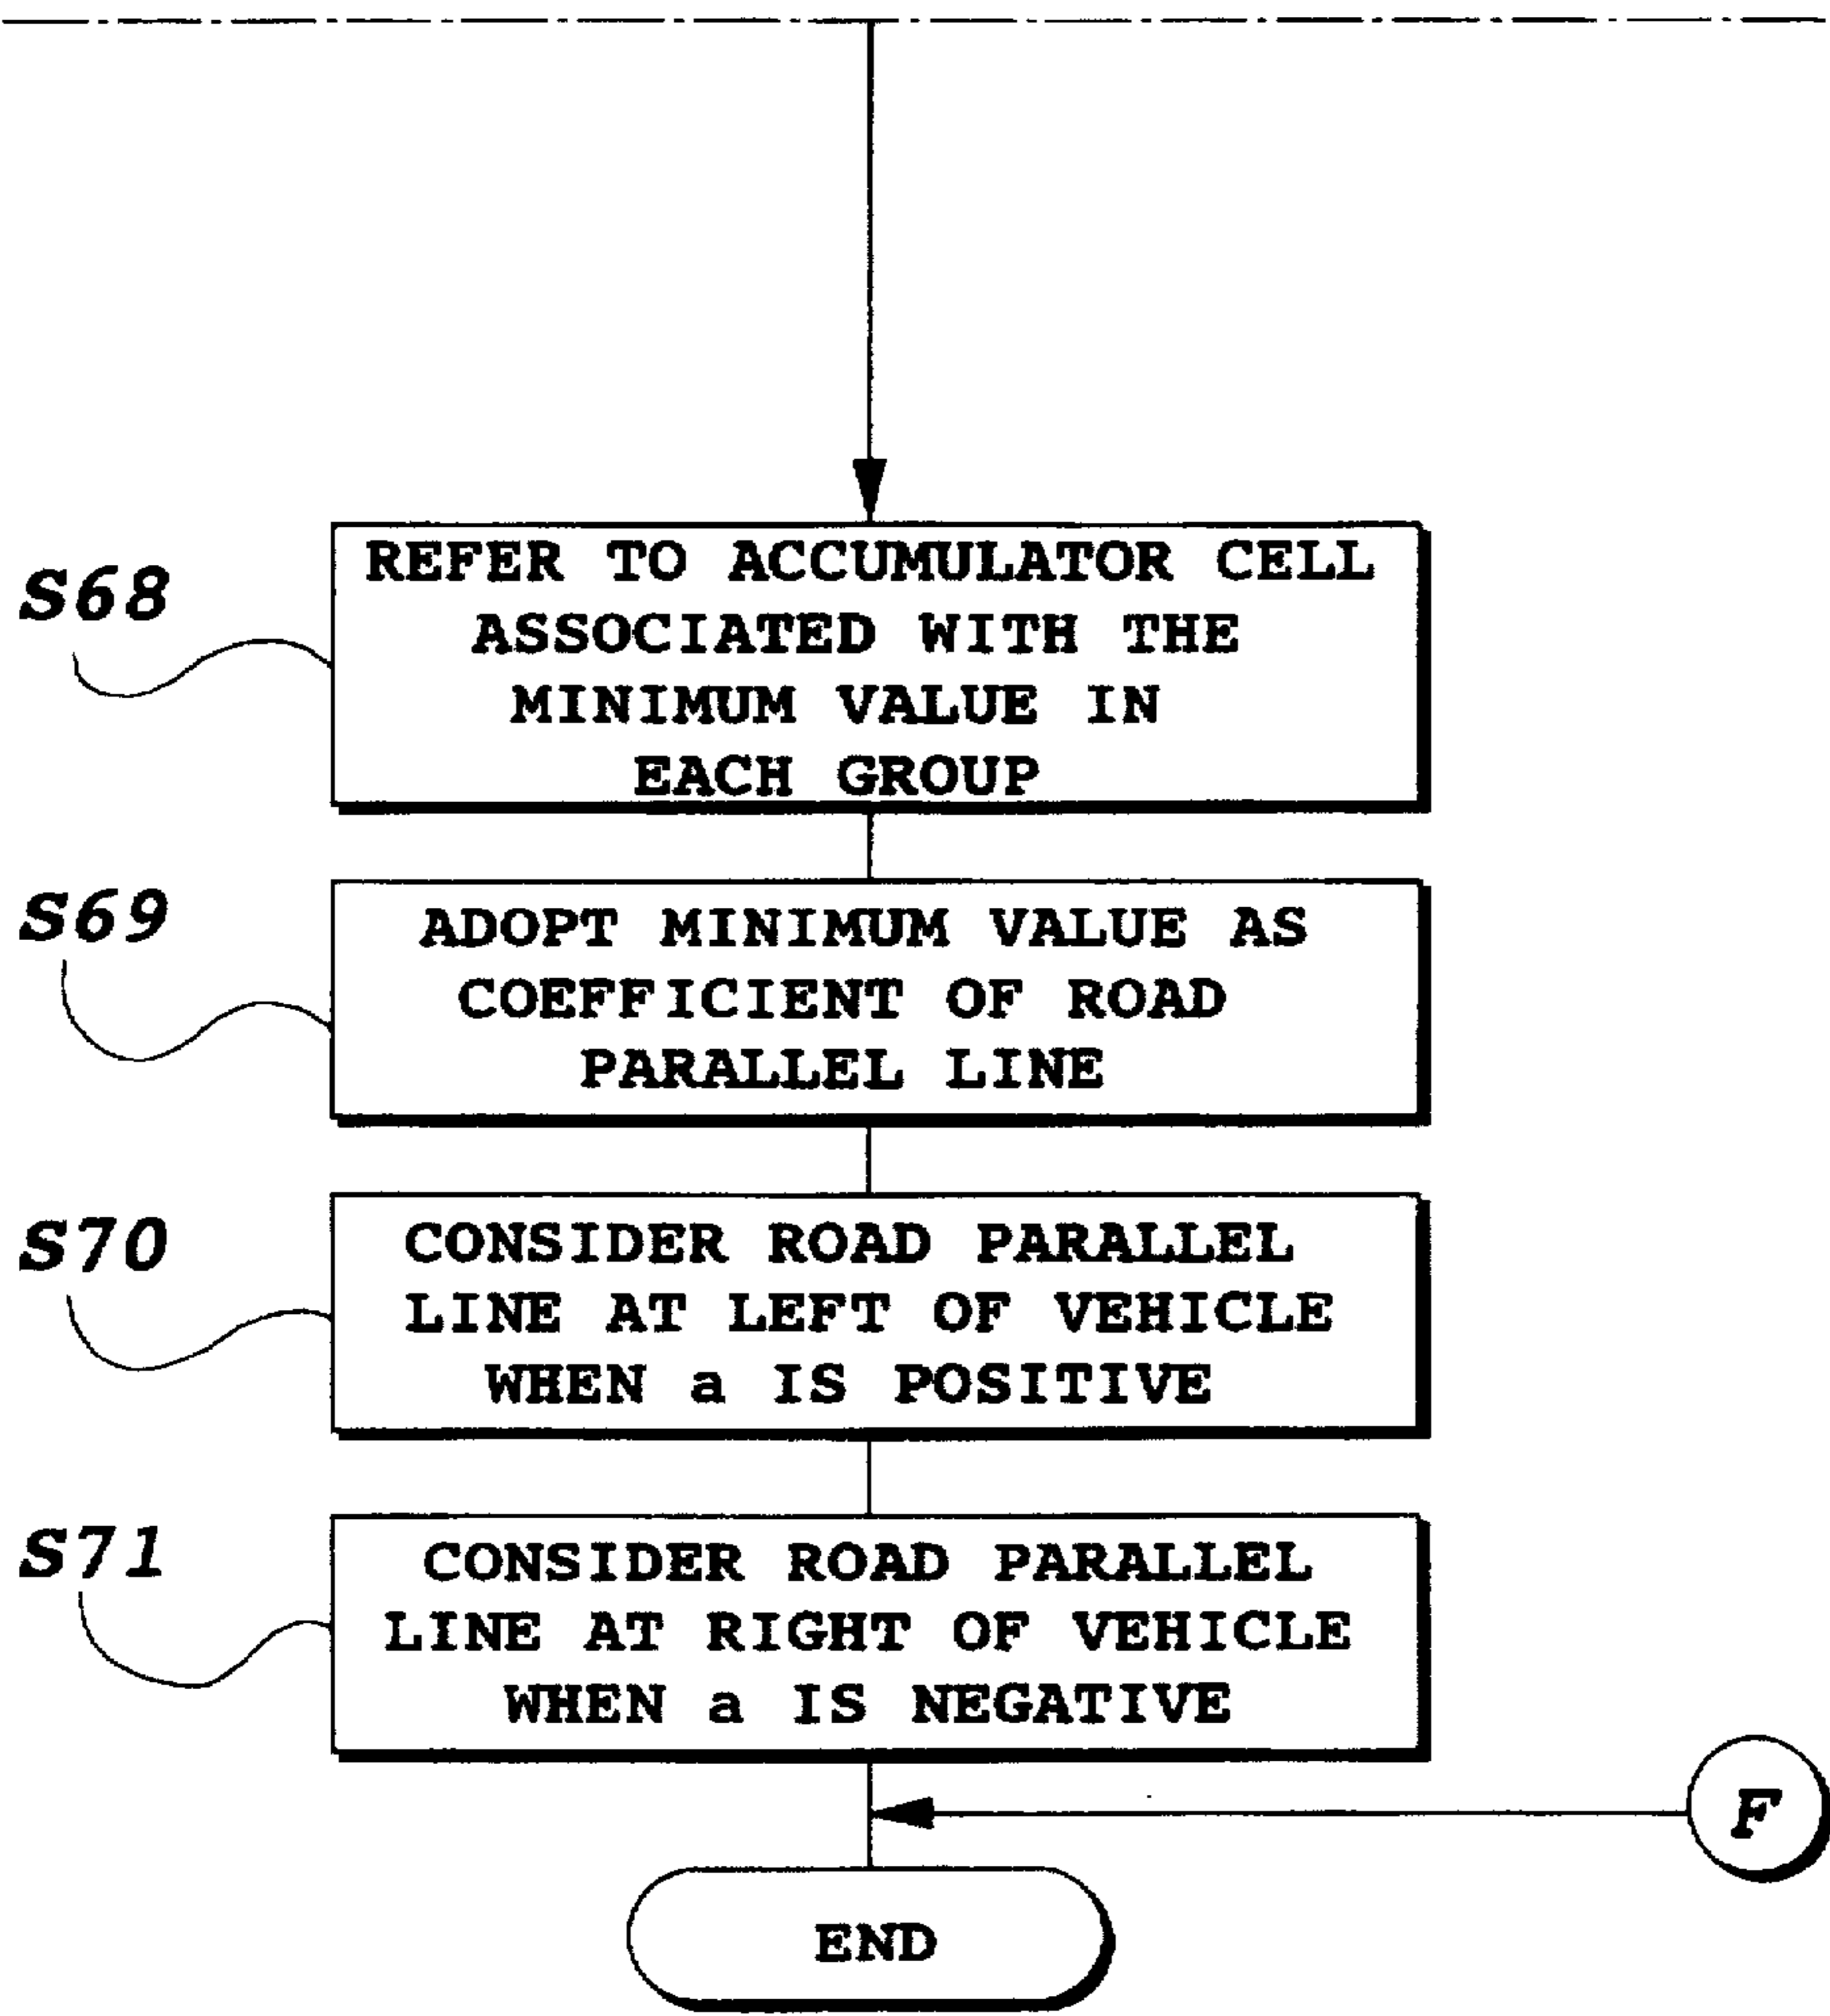 S68
REFER TO ACCUMULATOR CELL
ASSOCIATED WITH THE
MINIMUM VALUE IN
EACH GROUP
S69
ADOPT MINIMUM VALUE AS
COEFFICIENT OF ROAD
PARALLEL LINE
S70
CONSIDER ROAD PARALLEL
LINE AT LEFT OF VEHICLE
WHEN a IS POSITIVE
S71
CONSIDER ROAD PARALLEL
LINE AT RIGHT OF VEHICLE
WHEN a IS NEGATIVE
F
END